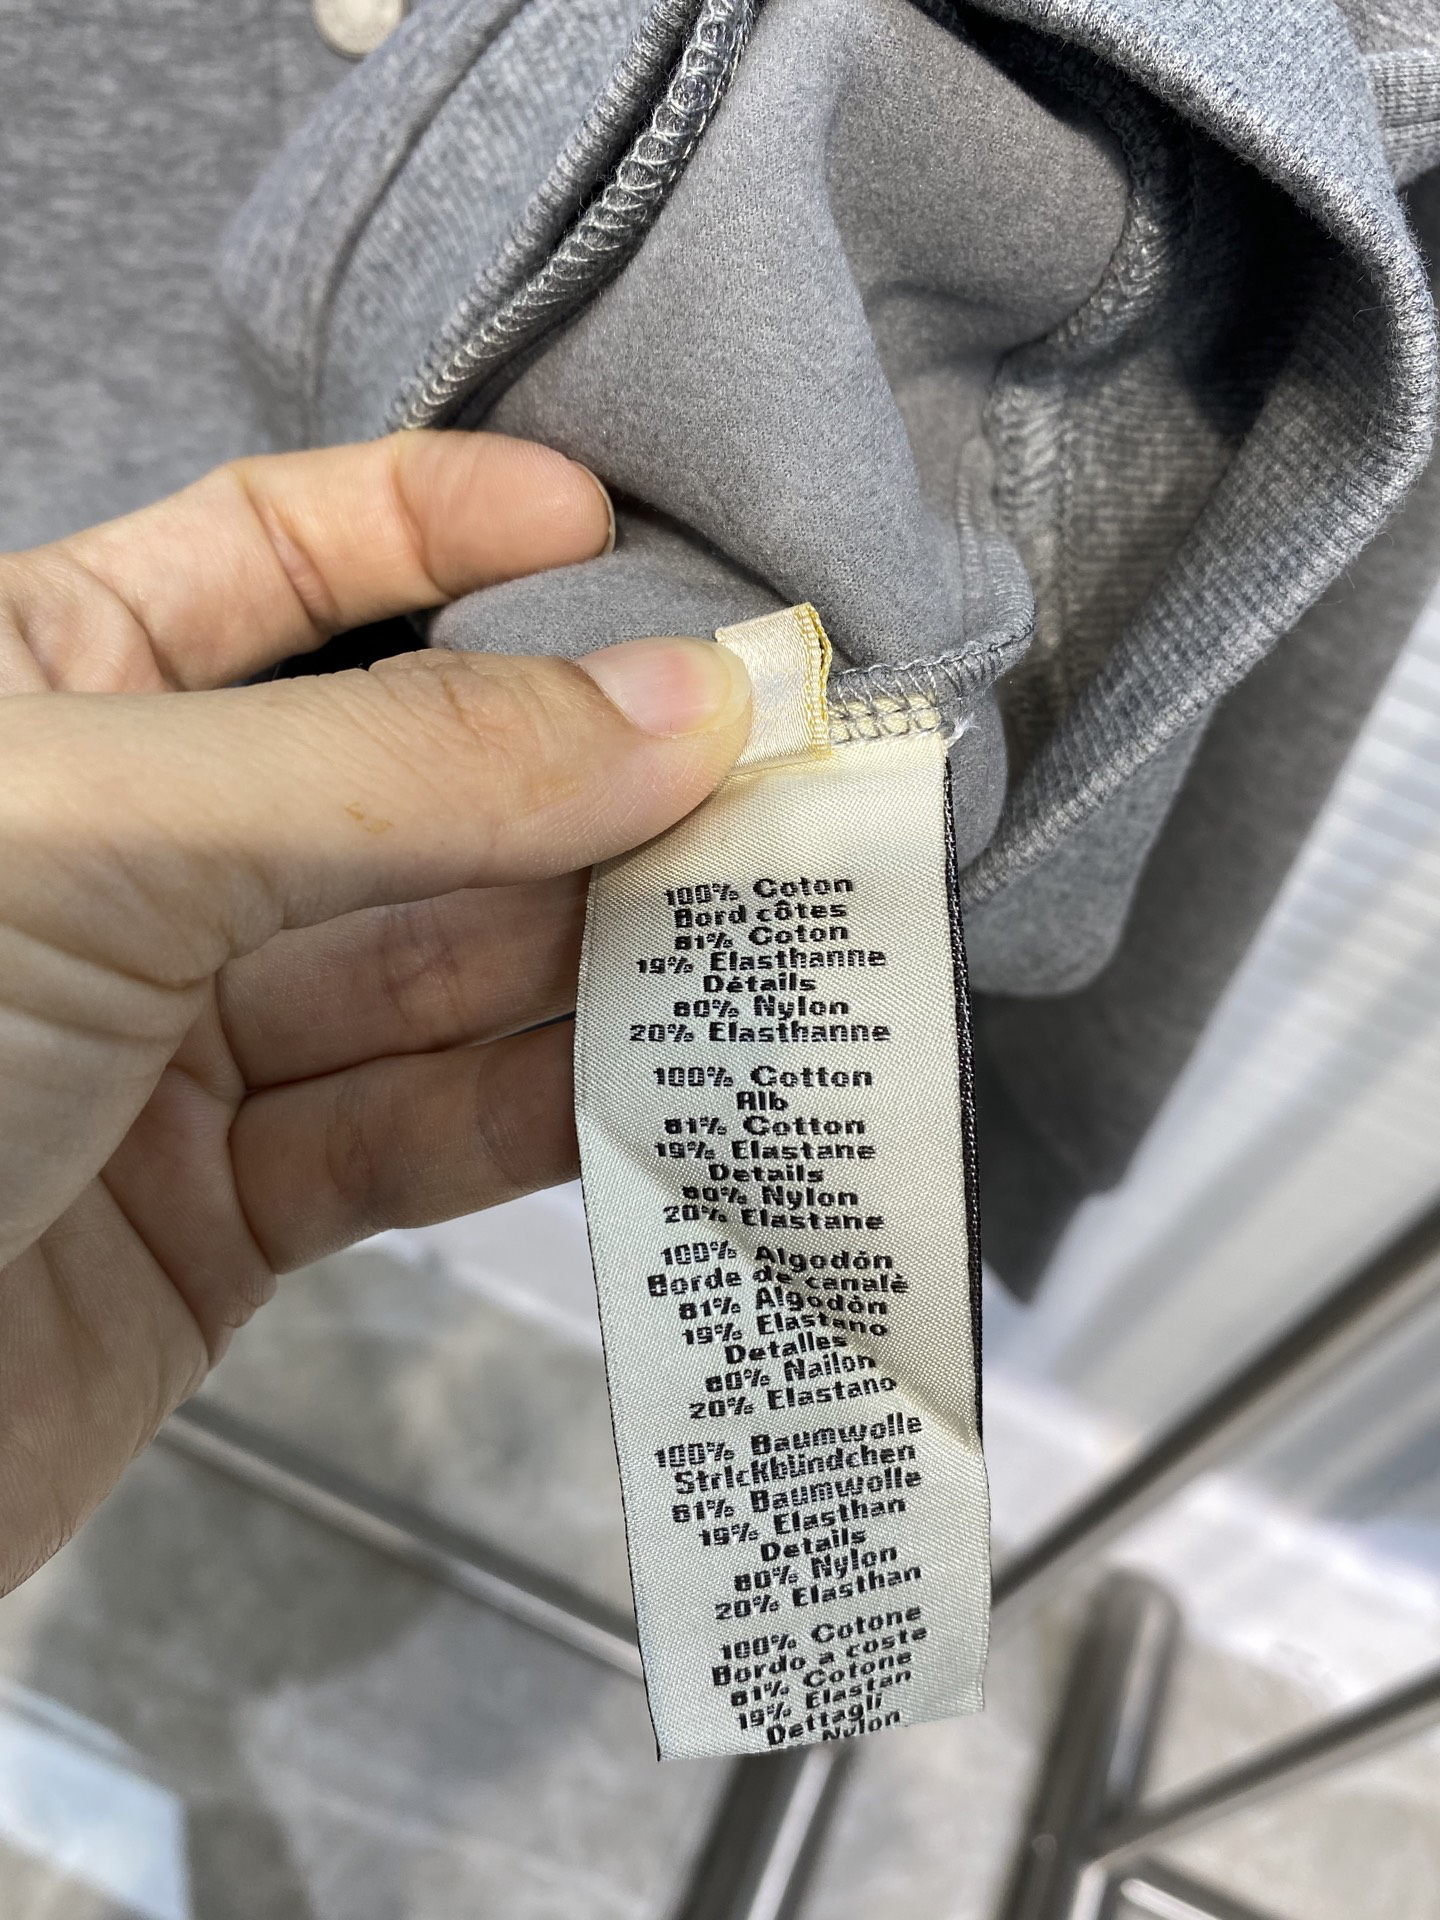 100% Coton
Bord côtes
81% Coton
19% Elasthanne
Détails
80% Nylon
20% Elasthanne
100% Cotton
Alb
81% Cotton
19% Elastane
Details
80% Nylon
20% Elastane
100% Algodón
Borde de canalé
81% Algodón
19% Elastano
Detalles
80% Nailon
20% Elastano
100% Baumwolle
Strickbündchen
81% Baumwolle
19% Elasthan
Details
80% Nylon
20% Elasthan
100% Cotone
Bordo a coste
81% Cotone
19% Elastan
Dettagli
Nylon